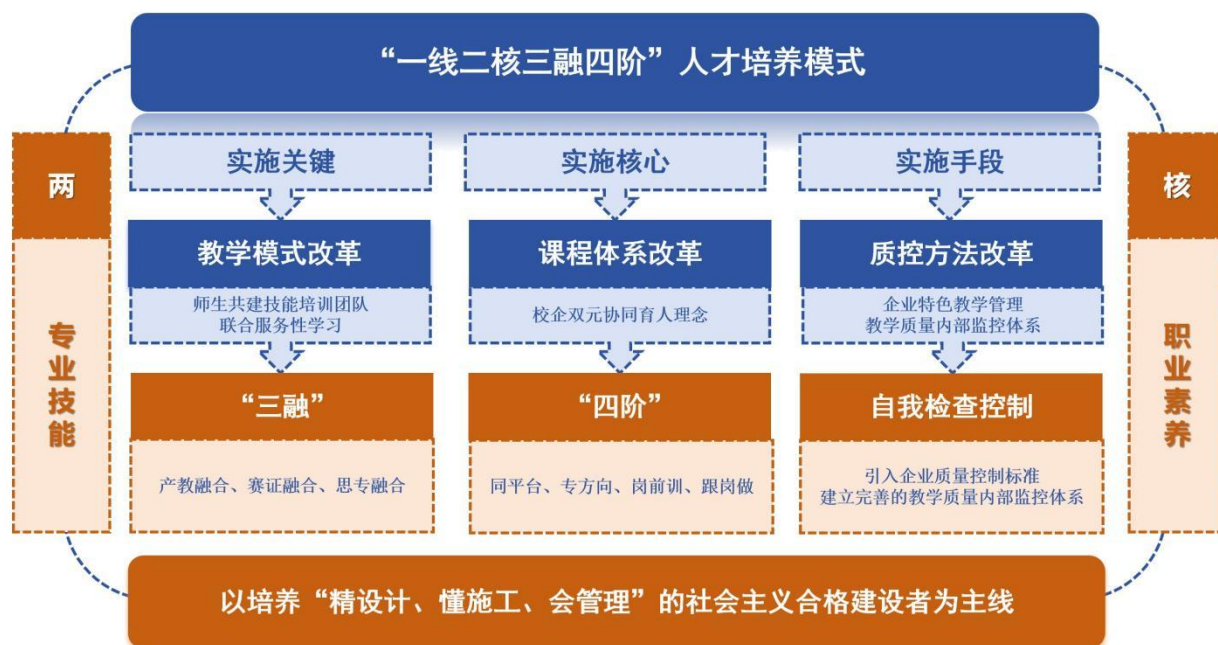 “一线二核三融四阶”人才培养模式
两
专业技能
实施关键
教学模式改革
师生共建技能培训团队
联合服务性学习
“三融”
产教融合、赛证融合、思专融合
实施核心
课程体系改革
校企双元协同育人理念
“四阶”
同平台、专方向、岗前训、跟岗做
实施手段
质控方法改革
企业特色教学管理
教学质量内部监控体系
自我检查控制
引入企业质量控制标准
建立完善的教学质量内部监控体系
核
职业素养
以培养“精设计、懂施工、会管理”的社会主义合格建设者为主线